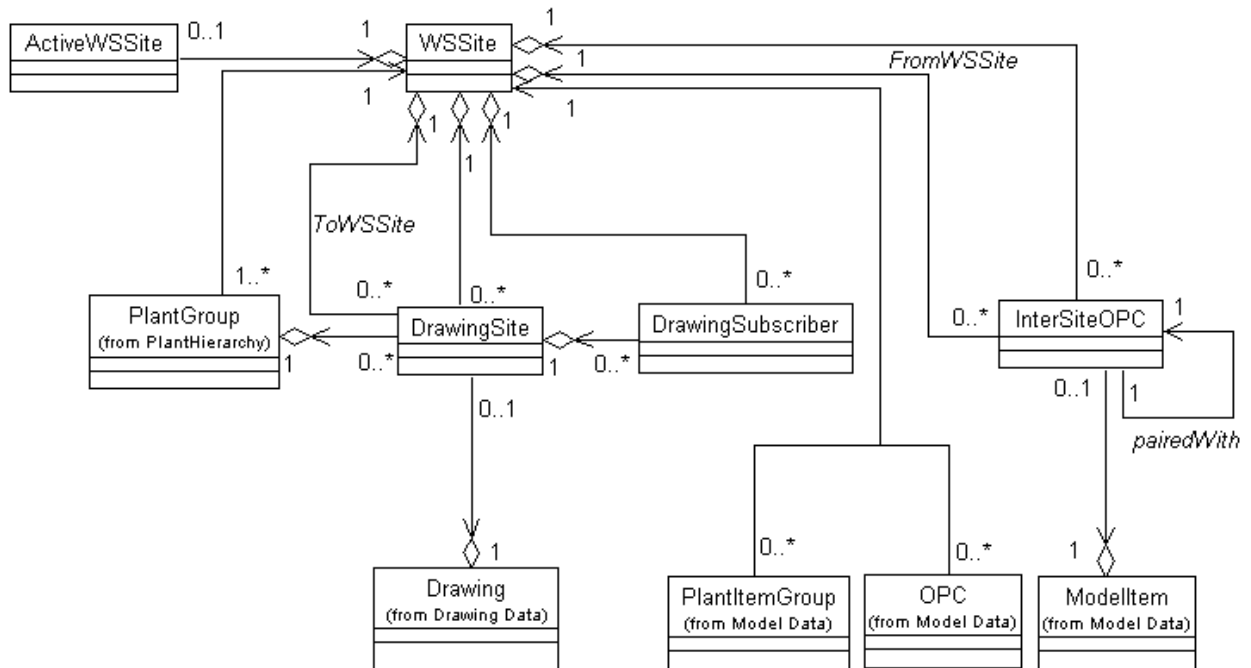 ActiveWSSite
0..1
1
WSSite
1
FromWSSite
1
1
1
1
1
1
0..*
ToWSSite
1..*
0..*
0..*
0..*
0..*
PlantGroup
(from PlantHierarchy)
1
0..*
DrawingSite
1
0..*
DrawingSubscriber
InterSiteOPC
1
0..1
0..1
1
pairedWith
1
0..*
0..*
1
Drawing
(from Drawing Data)
PlantItemGroup
(from Model Data)
OPC
(from Model Data)
ModelItem
(from Model Data)